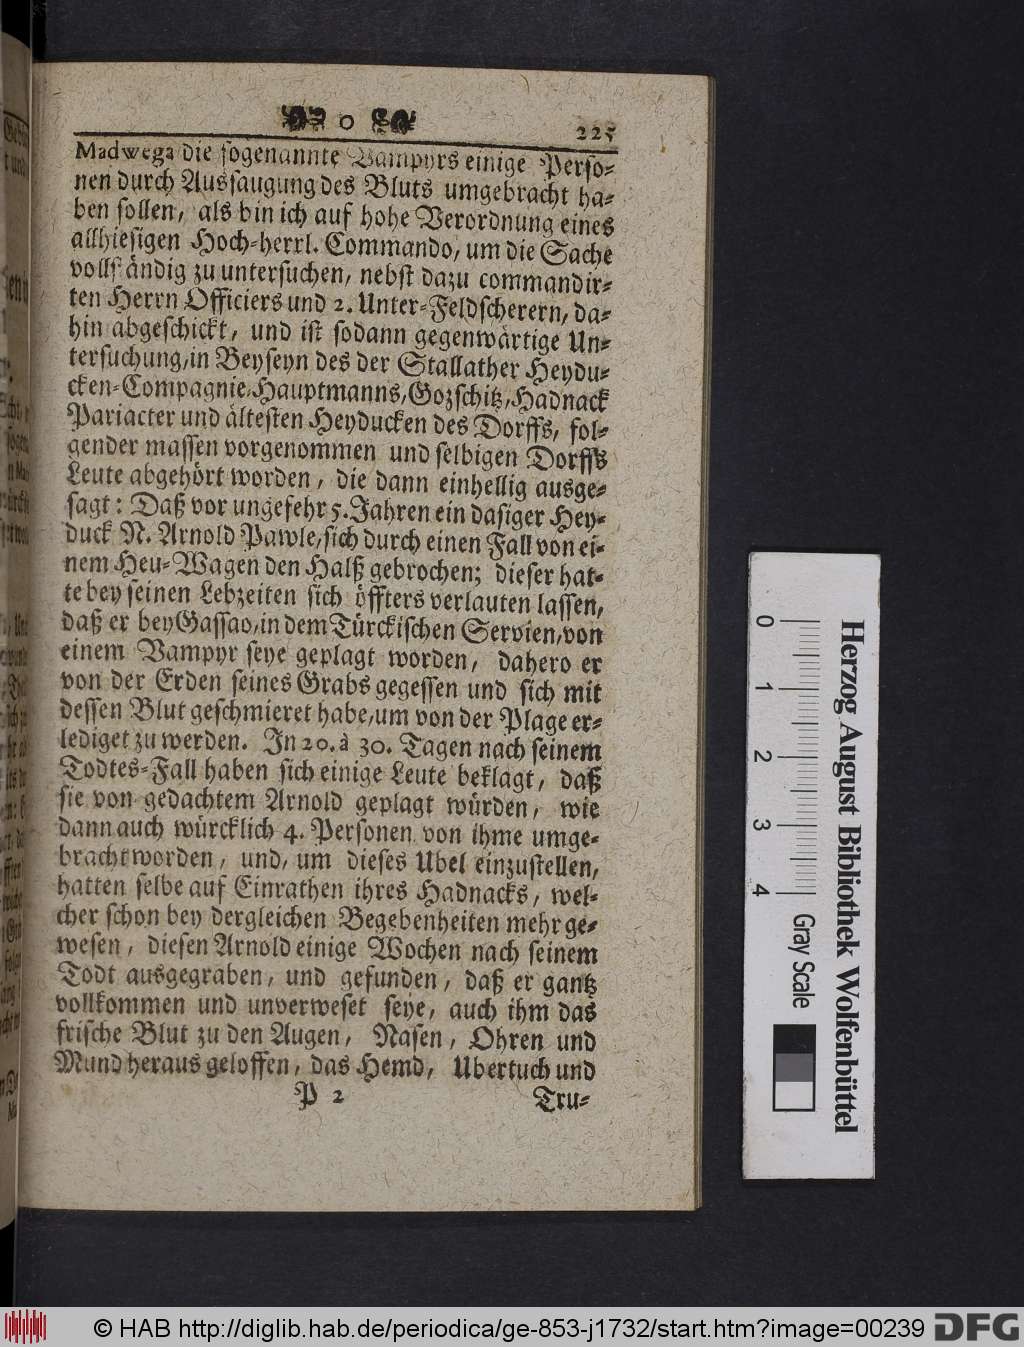 o
225
Madwega die sogenannte Vampyrs einige Perso-
nen durch Aussaugung des Bluts umgebracht ha-
ben sollen, als bin ich auf hohe Verordnung eines
allhiesigen Hoch-herrl. Commando, um die Sache
vollständig zu untersuchen, nebst dazu commandir-
ten Herrn Officiers und 2. Unter-Feldscherern, da-
hin abgeschickt, und ist sodann gegenwärtige Un-
tersuchung, in Beyseyn des der Stallather Heydu-
cken-Compagnie, Hauptmanns, Gozschitz, Hadnack
Pariacter und ältesten Heyducken des Dorffs, fol-
gender massen vorgenommen und selbigen Dorffs
Leute abgehört worden, die dann einhellig ausge-
sagt: Daß vor ungefehr 5. Jahren ein dasiger Hey-
duck N. Arnold Pawle, sich durch einen Fall von ei-
nem Heu-Wagen den Halß gebrochen; dieser hat-
te bey seinen Lebzeiten sich öffters verlauten lassen,
daß er bey Gassao, in dem Türckischen Servien, von
einem Vampyr seye geplagt worden, dahero er
von der Erden seines Grabs gegessen und sich mit
dessen Blut geschmieret habe, um von der Plage er-
lediget zu werden. In 20. à 30. Tagen nach seinem
Todtes-Fall haben sich einige Leute beklagt, daß
sie von gedachtem Arnold geplagt würden, wie
dann auch würcklich 4. Personen von ihme umge-
bracht worden, und, um dieses Ubel einzustellen,
hatten selbe auf Einrathen ihres Hadnacks, wel-
cher schon bey dergleichen Begebenheiten mehr ge-
wesen, diesen Arnold einige Wochen nach seinem
Todt ausgegraben, und gefunden, daß er gantz
vollkommen und unverweset seye, auch ihm das
frische Blut zu den Augen, Nasen, Ohren und
Mund heraus geloffen, das Hemd, Ubertuch und
P 2
Tru-
Herzog August Bibliothek Wolfenbüttel
0 1 2 3 4
Gray Scale
© HAB http://diglib.hab.de/periodica/ge-853-j1732/start.htm?image=00239
DFG